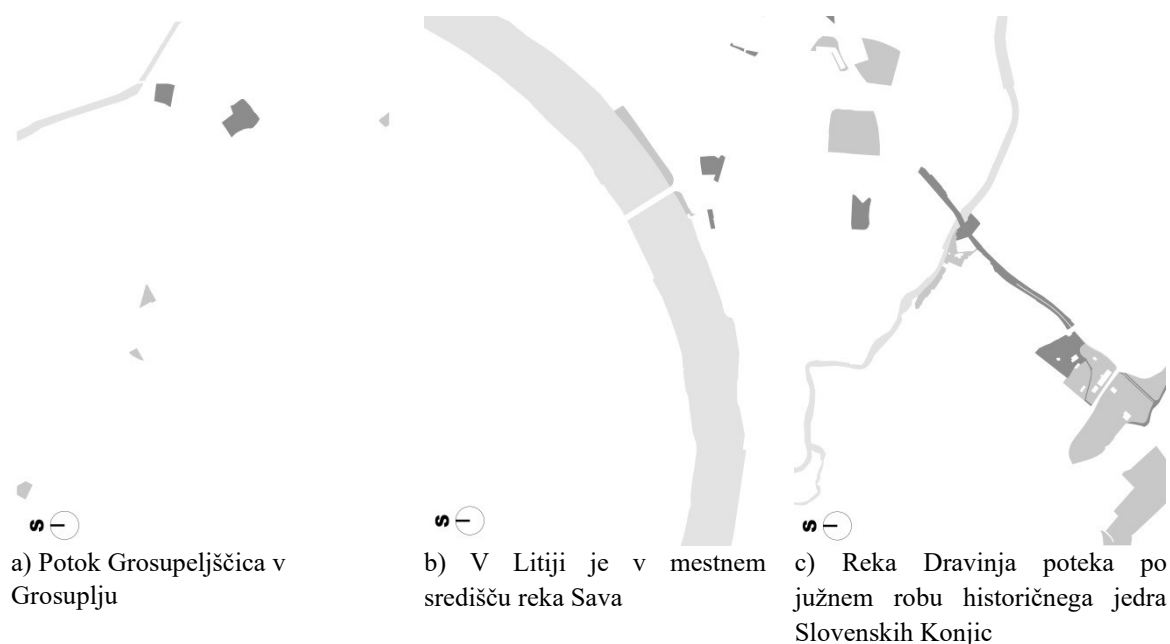 s
s
s
a) Potok Grosupeljščica v
Grosuplju
b) V Litiji je v mestnem
središču reka Sava
c) Reka Dravinja poteka po
južnem robu historičnega jedra
Slovenskih Konjic